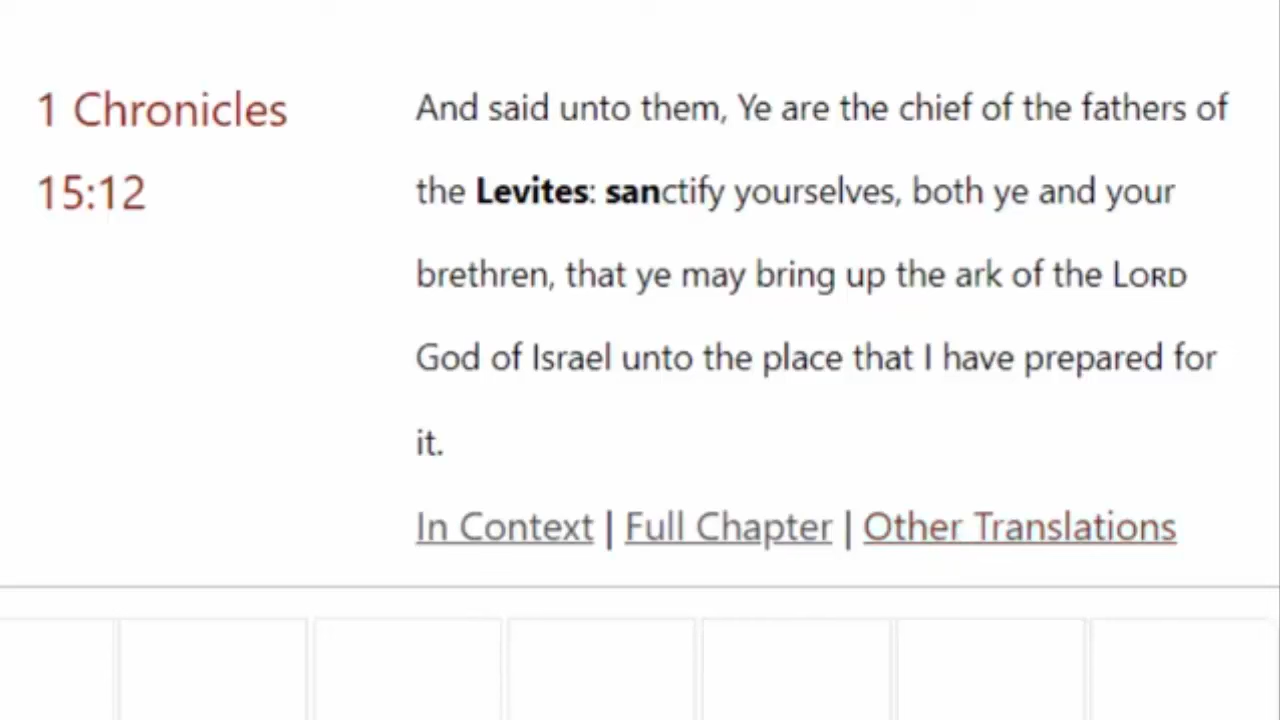 1 Chronicles
15:12
And said unto them, Ye are the chief of the fathers of
the Levites: sanctify yourselves, both ye and your
brethren, that ye may bring up the ark of the LORD
God of Israel unto the place that I have prepared for
it.
In Context | Full Chapter | Other Translations